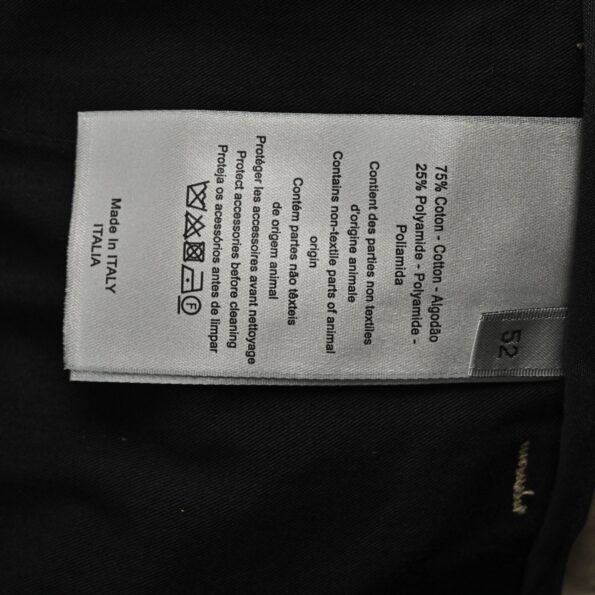 75% Coton - Cotton - Algodão
25% Polyamide - Polyamide -
Poliamida
Contient des parties non textiles
d'origine animale
Contains non-textile parts of animal
origin
Contém partes não têxteis
de origem animal
Protéger les accessoires avant nettoyage
Protect accessories before cleaning
Proteja os acessórios antes de limpar
F
Made in ITALY
ITALIA
52